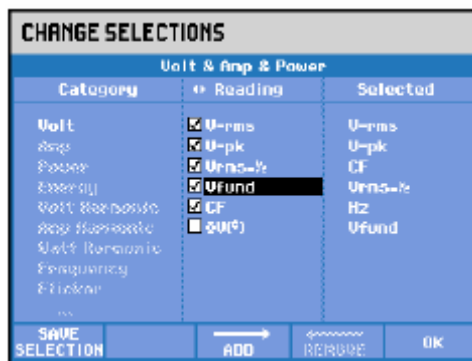 CHANGE SELECTIONS
Volt & Amp & Power
Category
Reading
Selected
Volt
Amp
Power
Energy
Volt Harmonic
Amp Harmonic
Watt Harmonic
Frequency
Flicker
...
V-rms
V-pk
Vrms-½
Vfund
CF
V-rms
V-pk
CF
Vrms-½
Hz
Vfund
SAVE SELECTION
ADD
REMOVE
OK